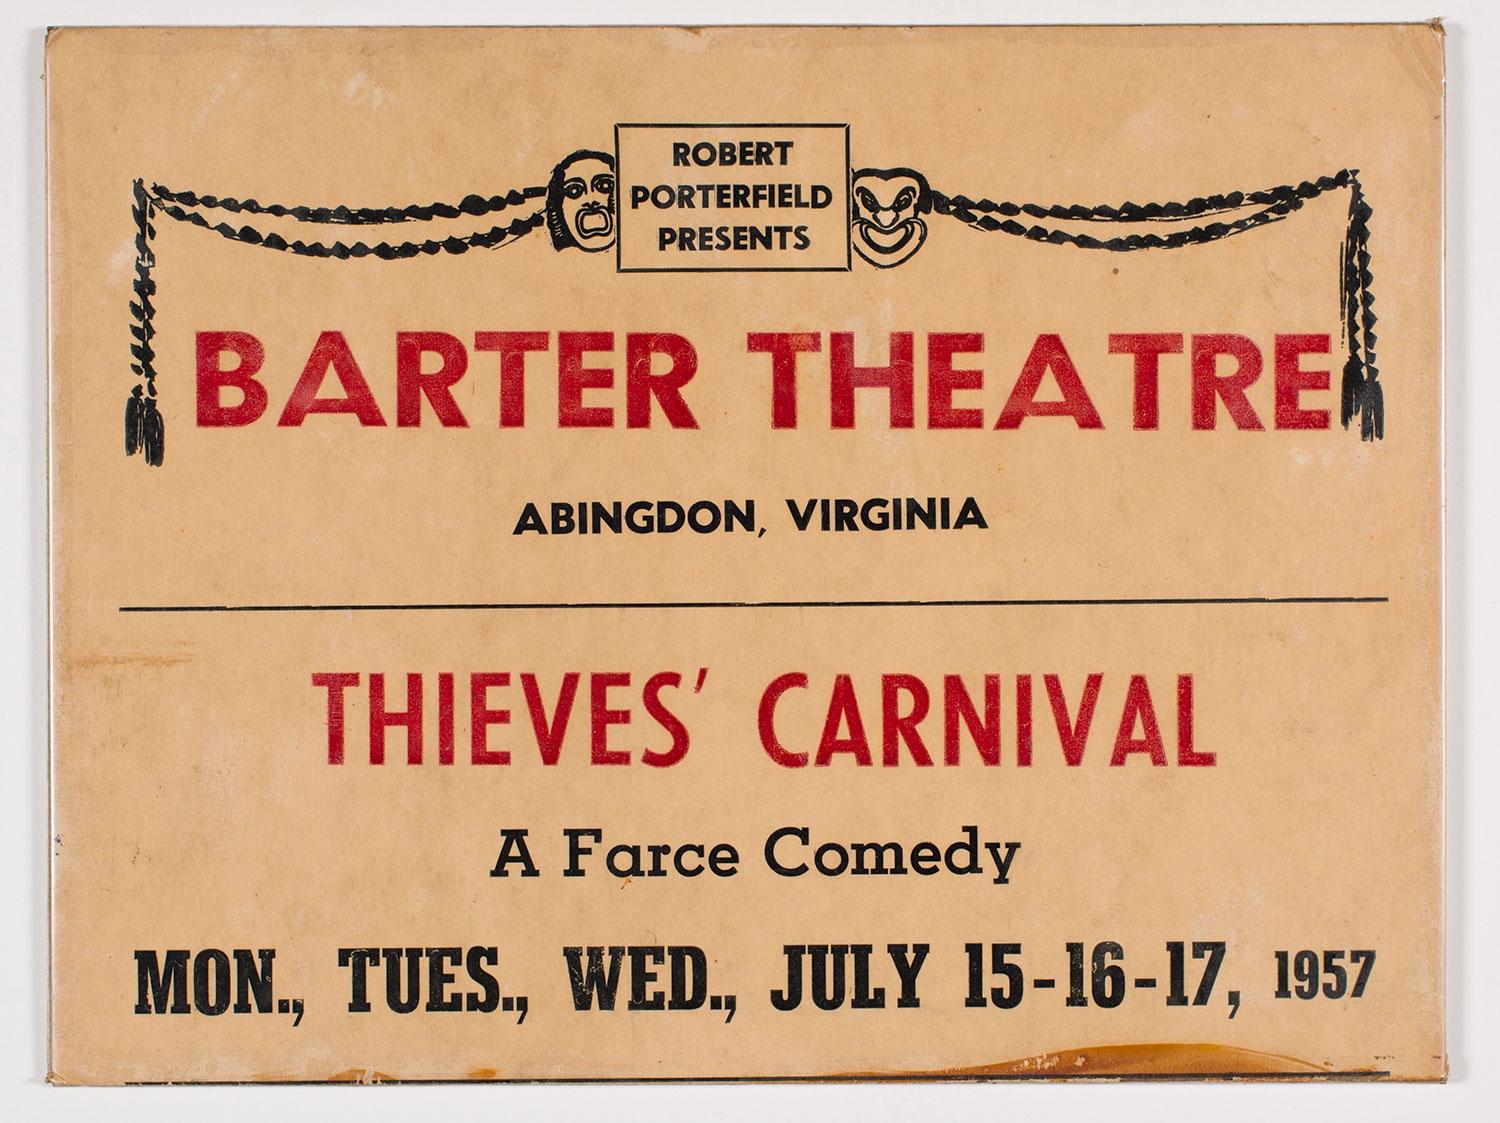 ROBERT
PORTERFIELD
PRESENTS
BARTER THEATRE
ABINGDON, VIRGINIA
THIEVES' CARNIVAL
A Farce Comedy
MON., TUES., WED., JULY 15-16-17, 1957